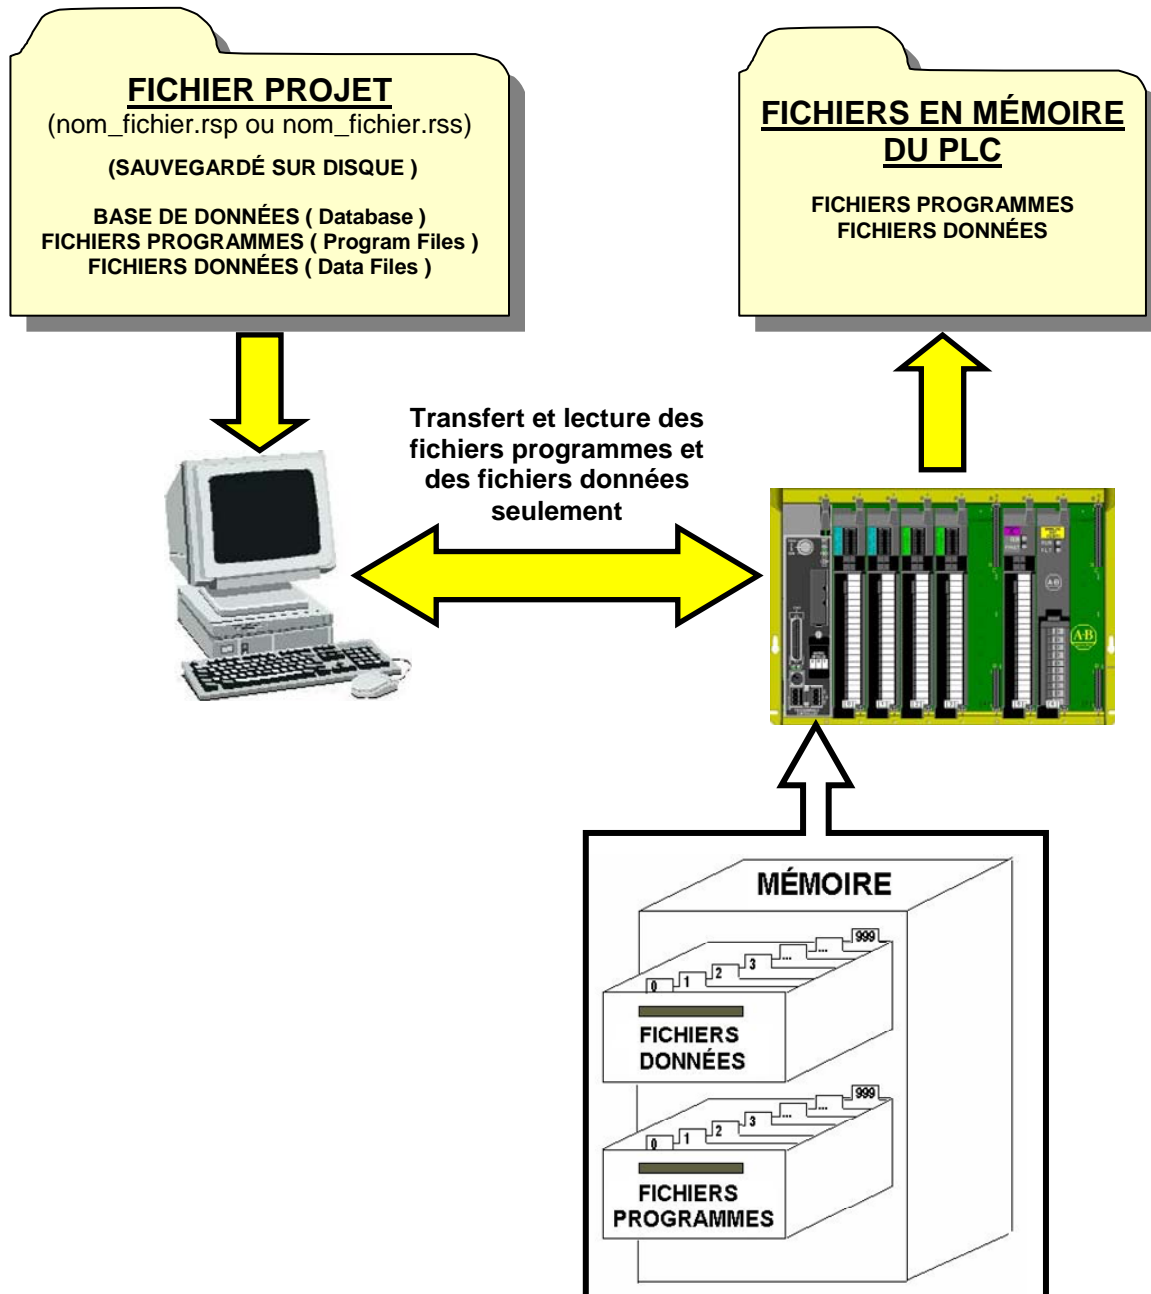 FICHIER PROJET
(nom_fichier.rsp ou nom_fichier.rss)
(SAUVEGARDÉ SUR DISQUE )
BASE DE DONNÉES ( Database )
FICHIERS PROGRAMMES ( Program Files )
FICHIERS DONNÉES ( Data Files )
FICHIERS EN MÉMOIRE
DU PLC
FICHIERS PROGRAMMES
FICHIERS DONNÉES
Transfert et lecture des
fichiers programmes et
des fichiers données
seulement
A-B
A-B
MÉMOIRE
0 1 2 3 ... ... 999
FICHIERS
DONNÉES
0 1 2 3 ... ... 999
FICHIERS
PROGRAMMES